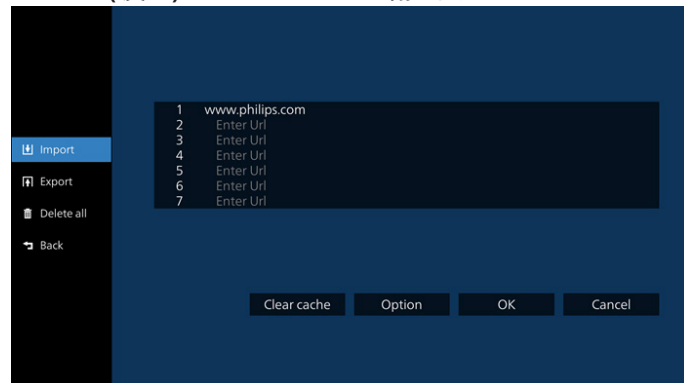 1 www.philips.com
2 Enter Url
3 Enter Url
4 Enter Url
5 Enter Url
6 Enter Url
7 Enter Url
Import
Export
Delete all
Back
Clear cache Option OK Cancel